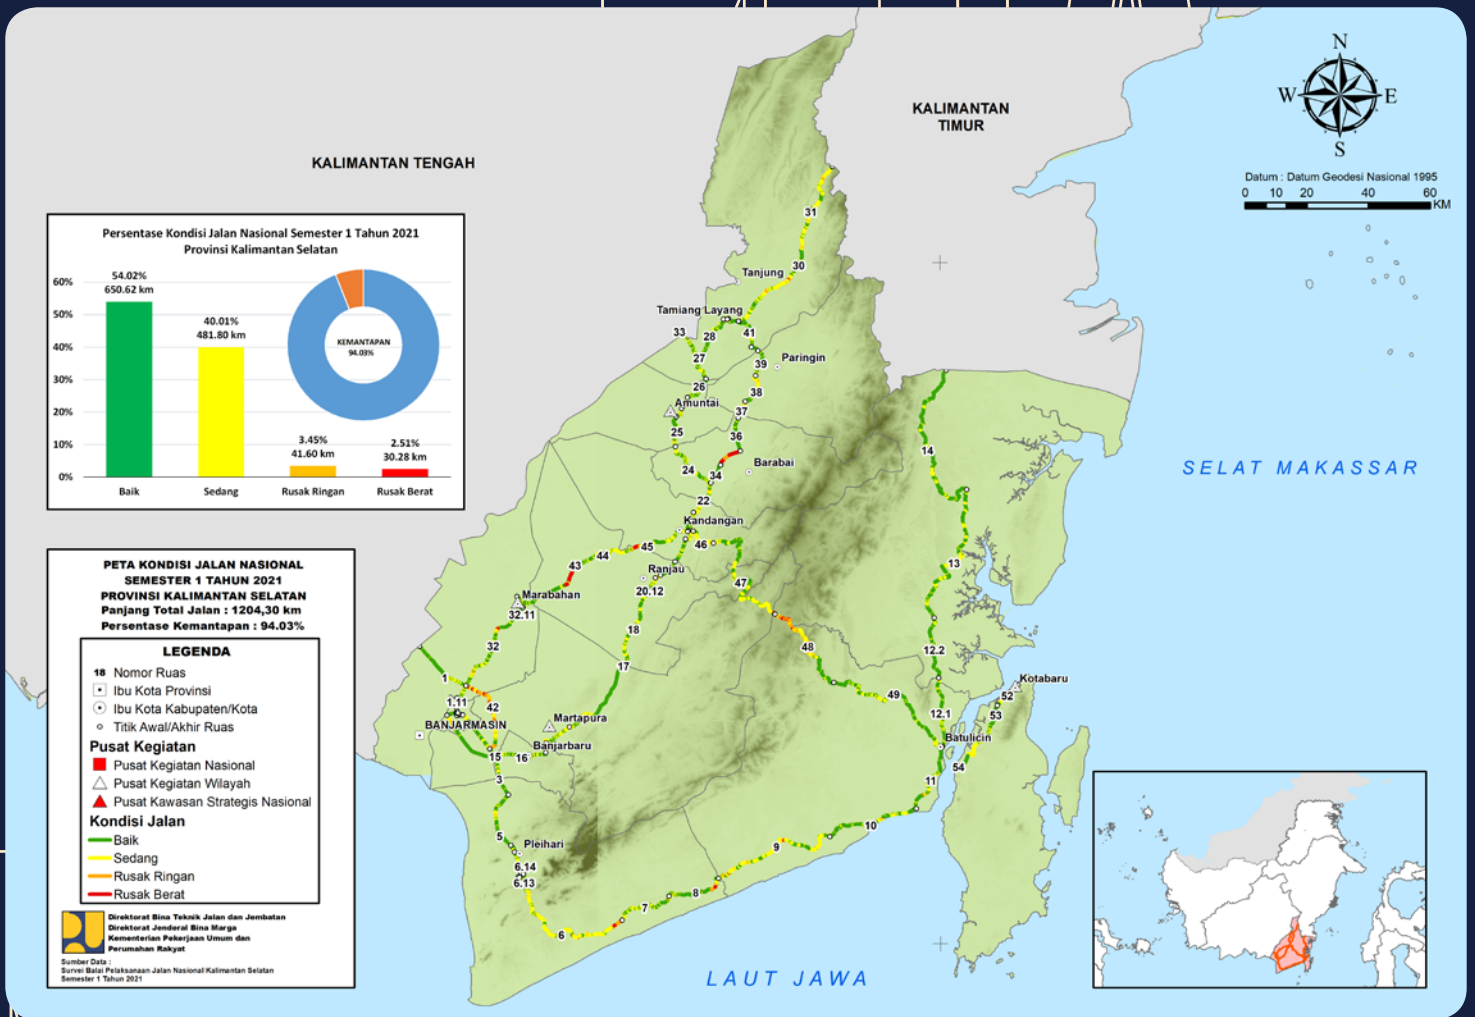 KALIMANTAN TENGAH
KALIMANTAN
TIMUR
N
W
E
S
Datum : Datum Geodesi Nasional 1995
0 10 20 40 60
KM
Persentase Kondisi Jalan Nasional Semester 1 Tahun 2021
Provinsi Kalimantan Selatan
60%
50%
40%
30%
20%
10%
0%
54.02%
650.62 km
40.01%
481.80 km
3.45%
41.60 km
2.51%
30.28 km
KEMANTAPAN
94.03%
Baik
Sedang
Rusak Ringan
Rusak Berat
31
30
Tanjung
Tamiang Layang
33
28
41
27
39
Paringin
26
38
Amuntai
37
25
36
24
34
Barabai
22
Kandangan
46
45
44
43
Ranjau
20.12
47
Marabahan
32.11
18
32
17
48
1
1.11
42
BANJARMASIN
Martapura
Banjarbaru
15
16
3
5
Pleihari
6.14
6.13
6
7
8
9
10
11
49
14
13
12.2
12.1
Batulicin
Kotabaru
52
53
54
SELAT MAKASSAR
LAUT JAWA
PETA KONDISI JALAN NASIONAL
SEMESTER 1 TAHUN 2021
PROVINSI KALIMANTAN SELATAN
Panjang Total Jalan : 1204,30 km
Persentase Kemantapan : 94.03%
LEGENDA
18 Nomor Ruas
Ibu Kota Provinsi
Ibu Kota Kabupaten/Kota
Titik Awal/Akhir Ruas
Pusat Kegiatan
Pusat Kegiatan Nasional
Pusat Kegiatan Wilayah
Pusat Kawasan Strategis Nasional
Kondisi Jalan
Baik
Sedang
Rusak Ringan
Rusak Berat
Direktorat Bina Teknik Jalan dan Jembatan
Direktorat Jenderal Bina Marga
Kementerian Pekerjaan Umum dan
Perumahan Rakyat
Sumber Data :
Survei Balai Pelaksanaan Jalan Nasional Kalimantan Selatan
Semester 1 Tahun 2021